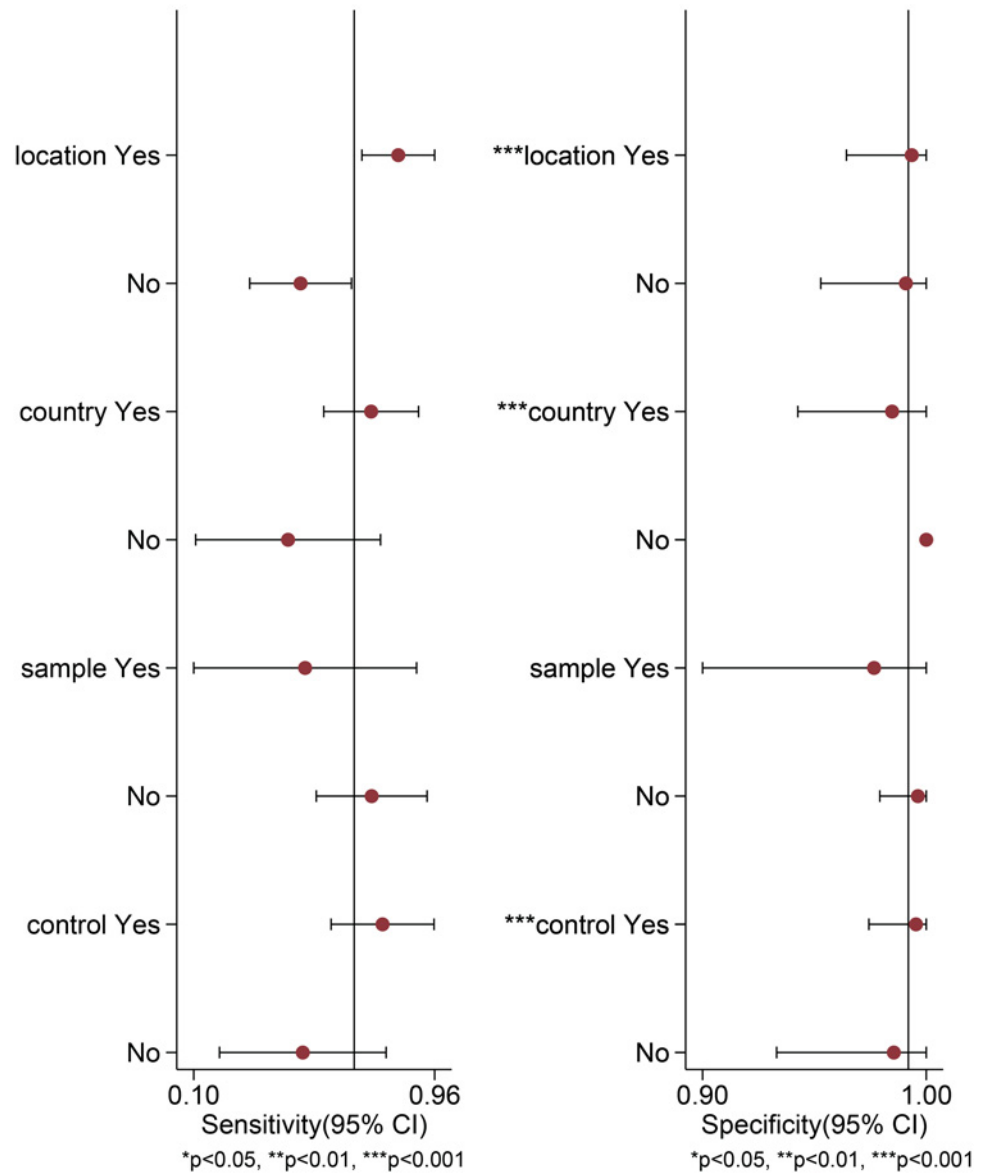 location Yes
No
country Yes
No
sample Yes
No
control Yes
No
0.10 0.96
Sensitivity(95% CI)
*p<0.05, **p<0.01, ***p<0.001
***location Yes
No
***country Yes
No
sample Yes
No
***control Yes
No
0.90 1.00
Specificity(95% CI)
*p<0.05, **p<0.01, ***p<0.001